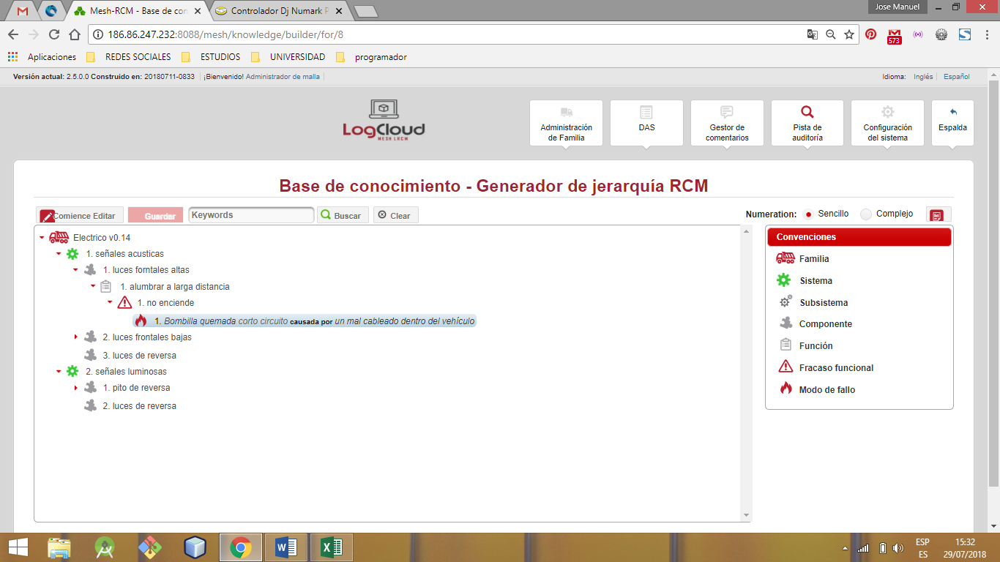 Jose Manuel
Mesh-RCM - Base de con
Controlador Dj Numark P
186.86.247.232:8088/mesh/knowledge/builder/for/8
573
Aplicaciones REDES SOCIALES ESTUDIOS UNIVERSIDAD programador
Versión actual: 2.5.0.0 Construido en: 20180711-0833 ¡Bienvenido! Administrador de malla
Idioma: Inglés Español
LogCloud
MESH LRCM
Administración
de Familia
DAS
Gestor de
comentarios
Pista de
auditoría
Configuración
del sistema
Espalda
Base de conocimiento - Generador de jerarquía RCM
Comience Editar Guardar Keywords Buscar Clear
Numeration: Sencillo Complejo
Electrico v0.14
1. señales acusticas
1. luces forntales altas
1. alumbrar a larga distancia
1. no enciende
1. Bombilla quemada corto circuito causada por un mal cableado dentro del vehículo
2. luces frontales bajas
3. luces de reversa
2. señales luminosas
1. pito de reversa
2. luces de reversa
Convenciones
Familia
Sistema
Subsistema
Componente
Función
Fracaso funcional
Modo de fallo
ESP
ES
15:32
29/07/2018